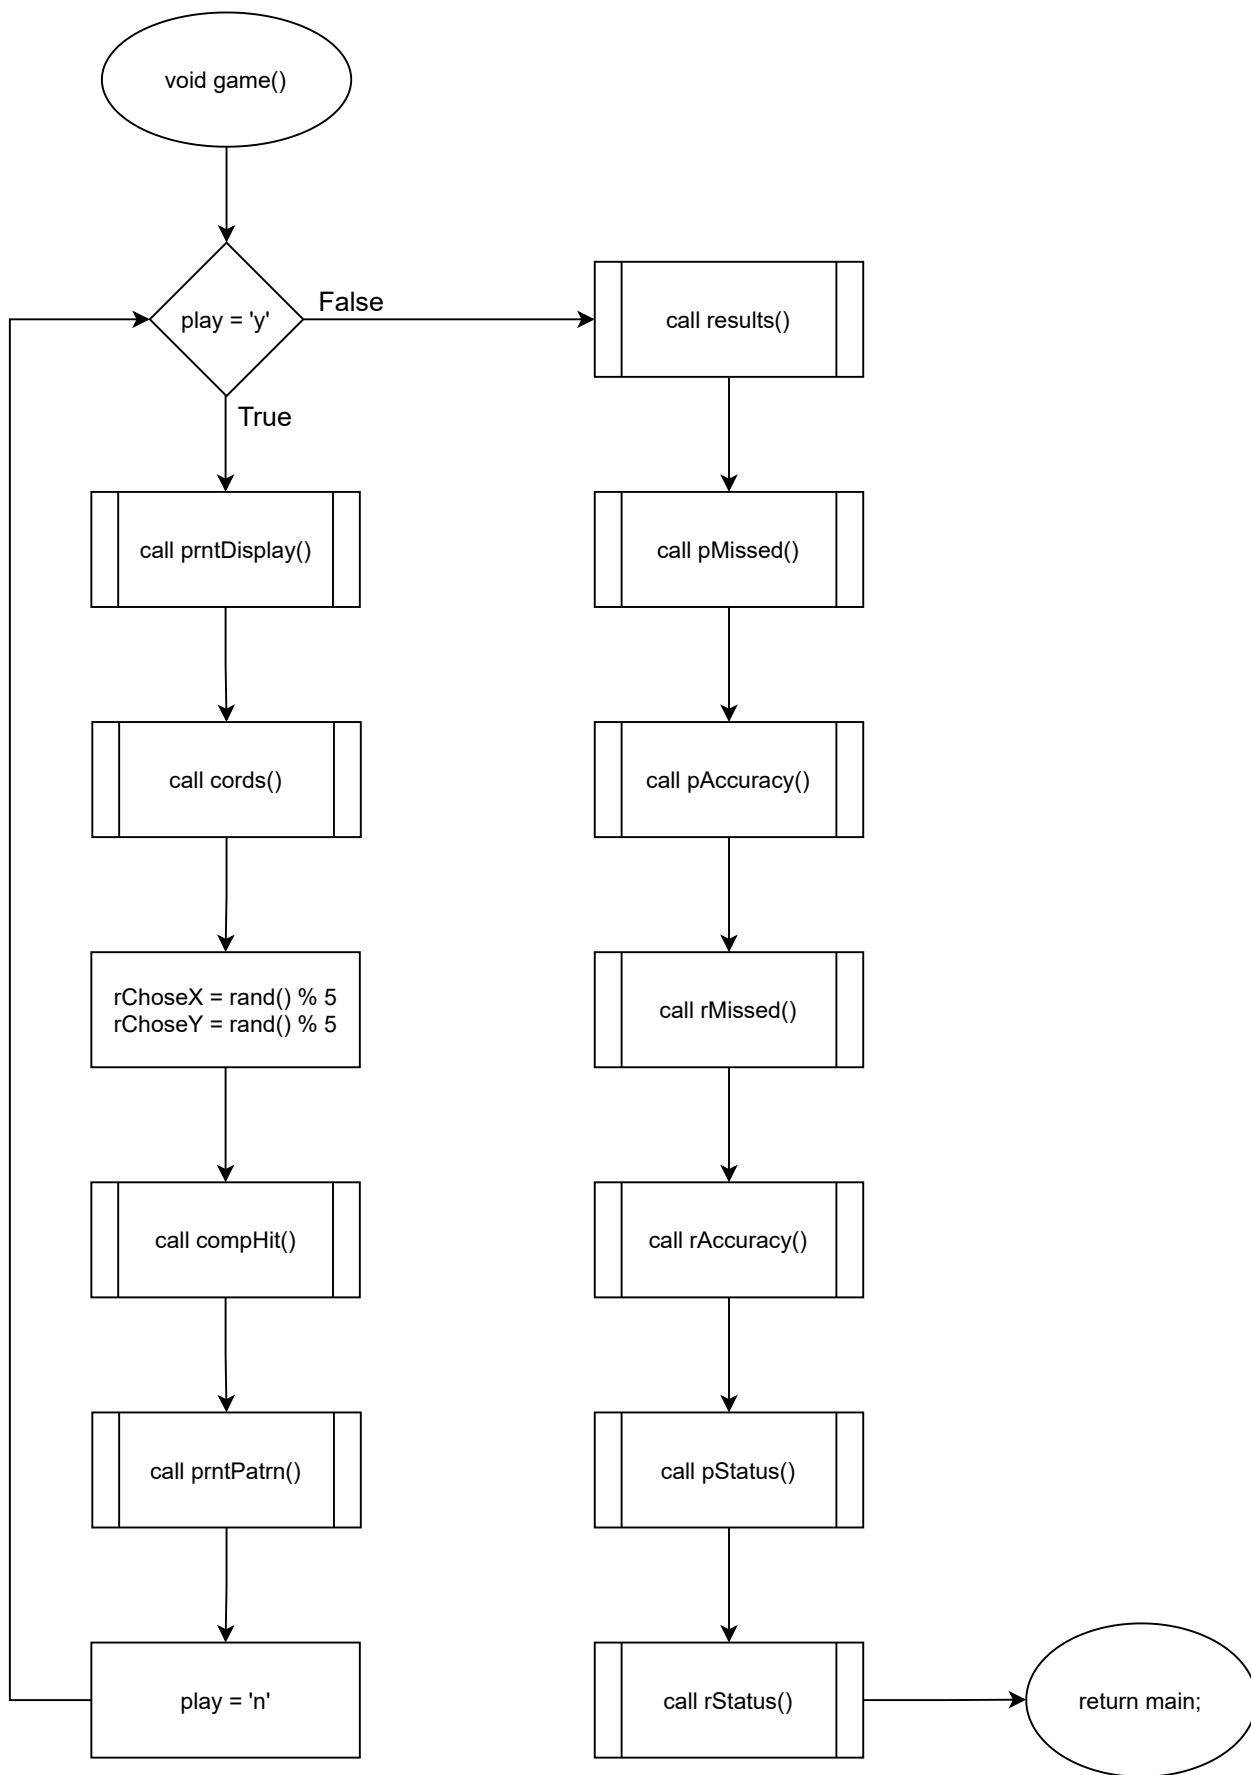 void game()
play = 'y'
False
True
call prntDisplay()
call cords()
rChoseX = rand() % 5
rChoseY = rand() % 5
call compHit()
call prntPatrn()
play = 'n'
call results()
call pMissed()
call pAccuracy()
call rMissed()
call rAccuracy()
call pStatus()
call rStatus()
return main;